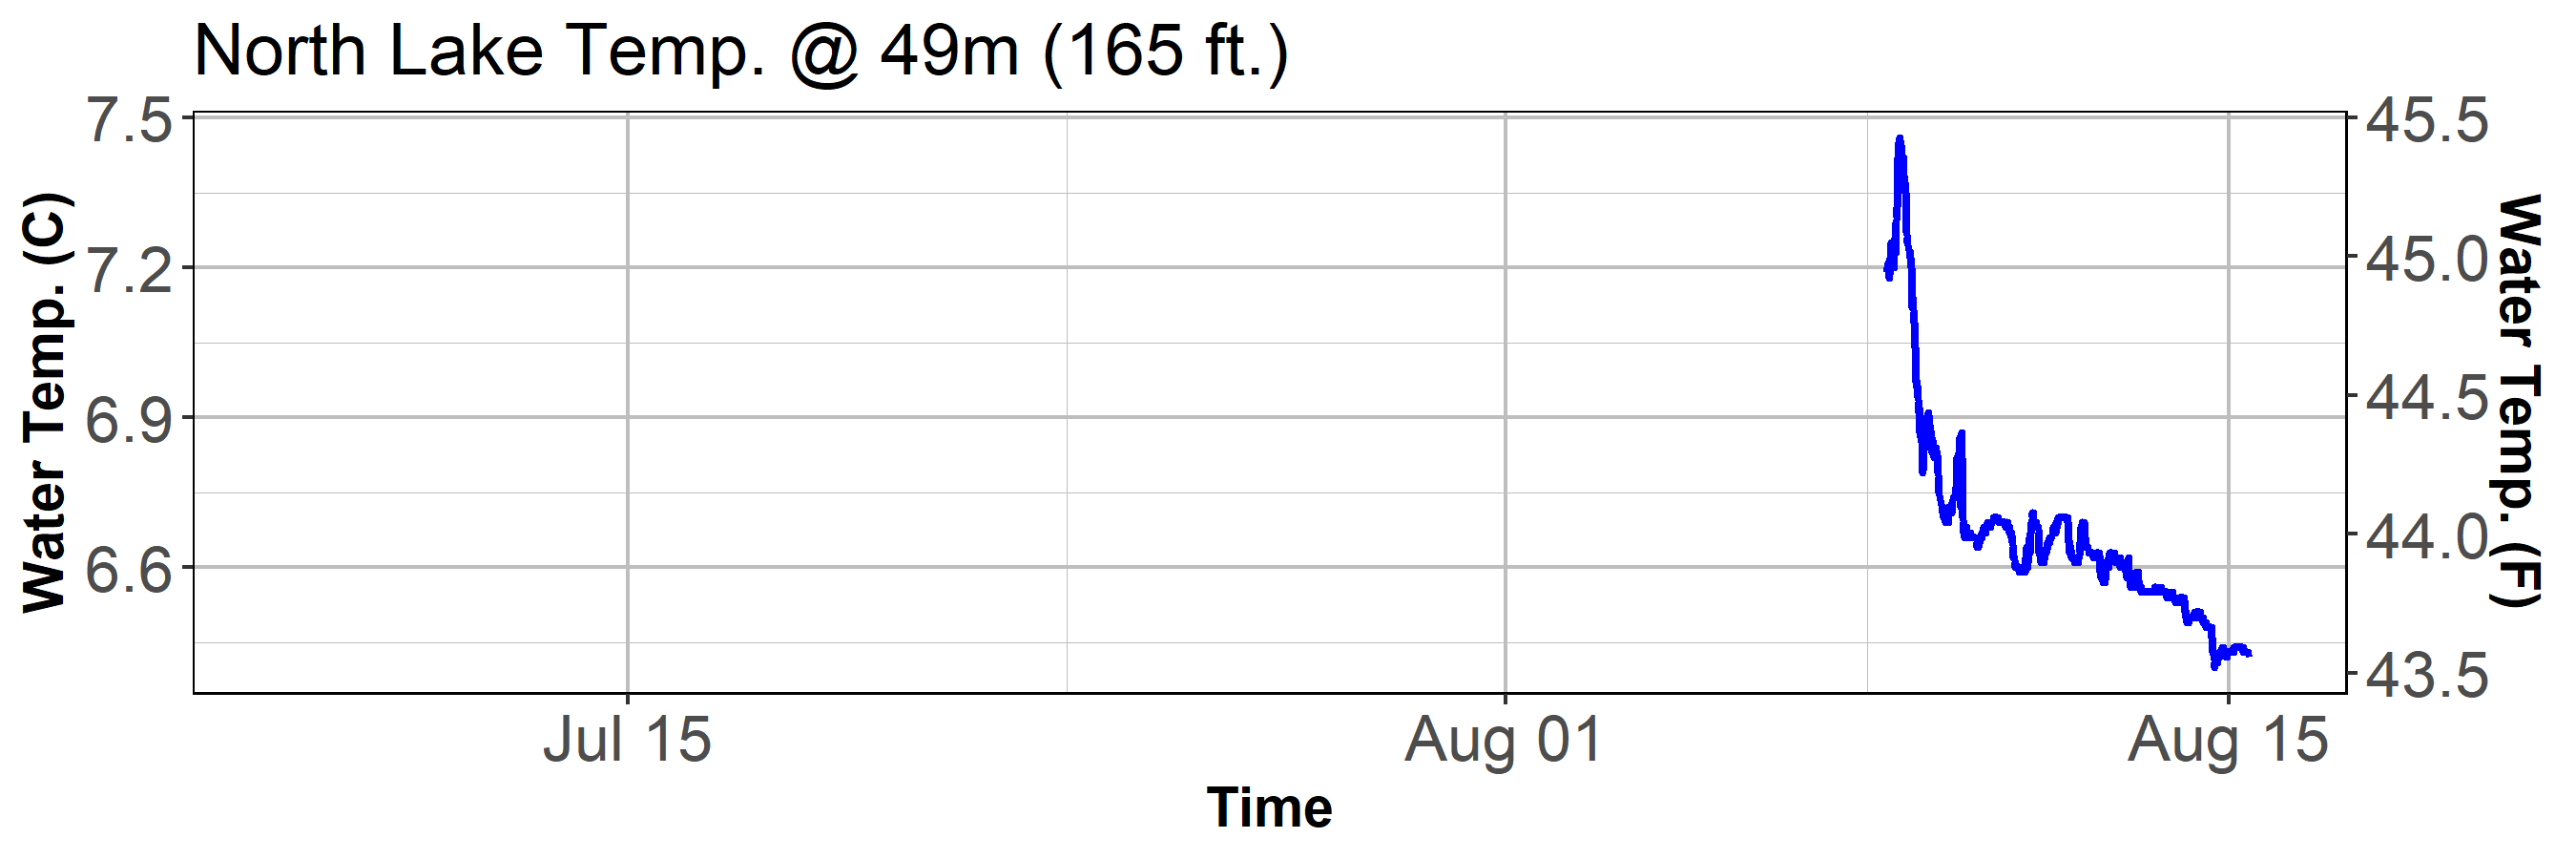 North Lake Temp. @ 49m (165 ft.)
Water Temp. (C)
7.5
7.2
6.9
6.6
45.5
45.0
44.5
44.0
43.5
Water Temp. (F)
Jul 15
Aug 01
Aug 15
Time